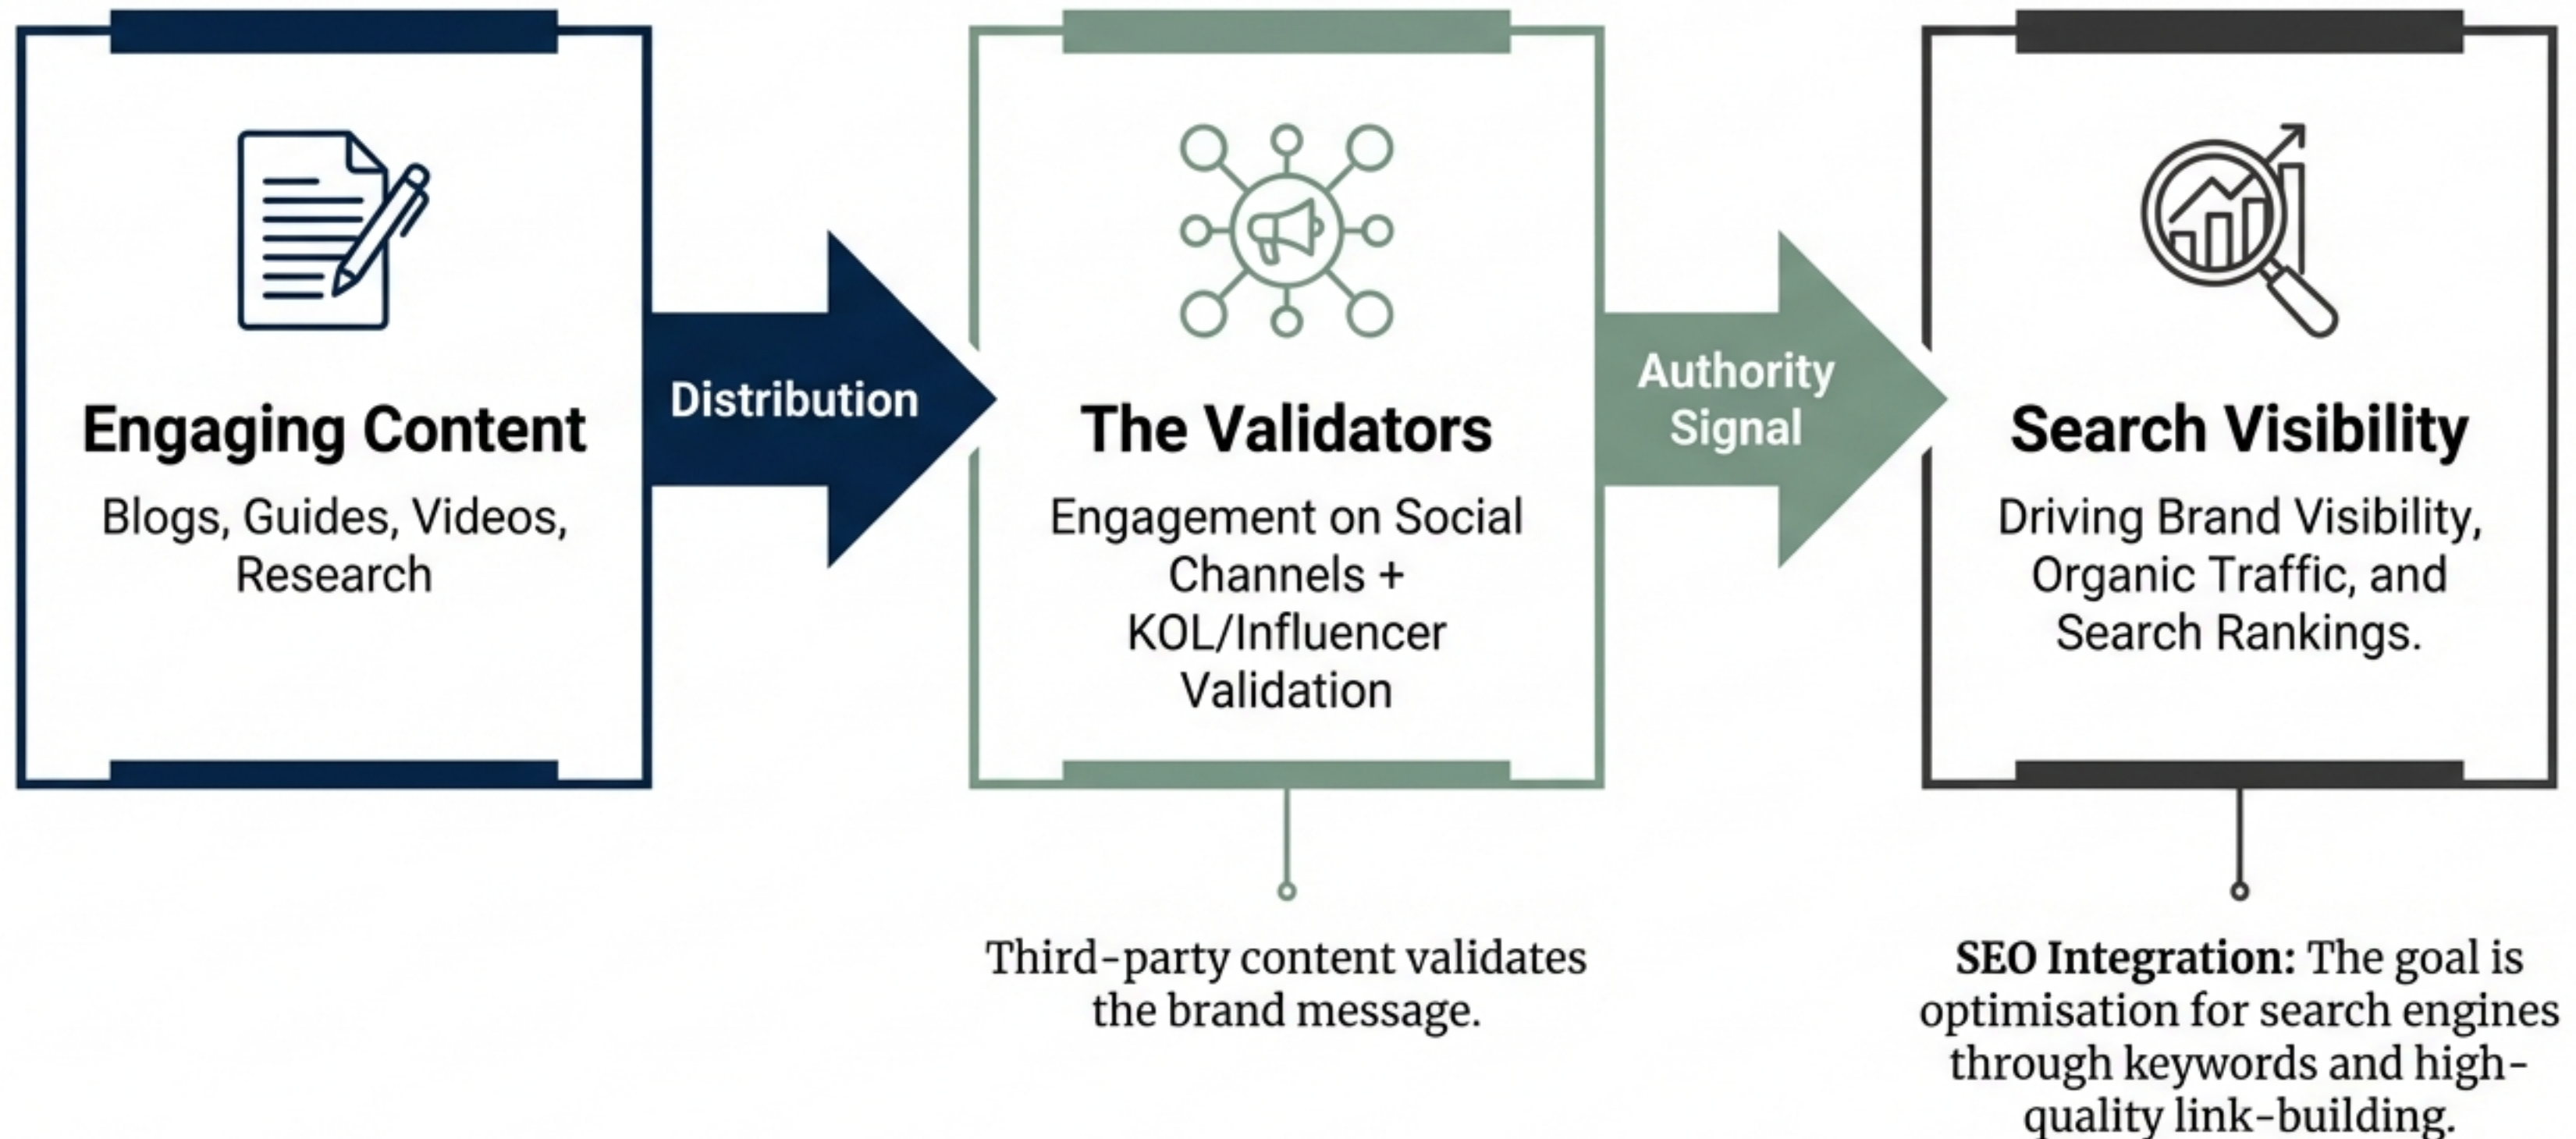 Engaging Content
Blogs, Guides, Videos,
Research
Distribution
The Validators
Engagement on Social
Channels +
KOL/Influencer
Validation
Third-party content validates
the brand message.
Authority
Signal
Search Visibility
Driving Brand Visibility,
Organic Traffic, and
Search Rankings.
SEO Integration: The goal is
optimisation for search engines
through keywords and high-
quality link-building.